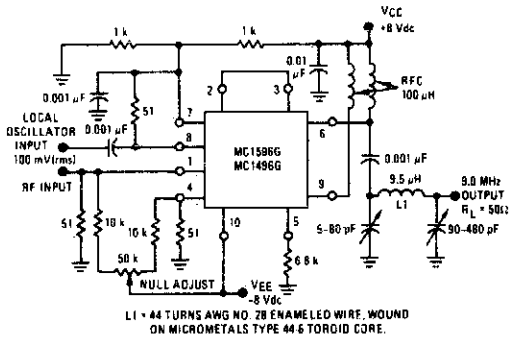 1 k
1 k
VCC
+8 Vdc
0.001 µF
51
0.01
µF
RFC
100 µH
2
3
LOCAL
OSCILLATOR
INPUT
100 mV(rms)
0.001 µF
7
8
MC1596G
MC1496G
6
RF INPUT
1
4
9
0.001 µF
9.5 µH
L1
9.0 MHz
OUTPUT
RL = 50Ω
51
10 k
10 k
51
10
5
5-80 pF
90-480 pF
50 k
6.8 k
NULL ADJUST
VEE
-8 Vdc
L1 = 44 TURNS AWG NO. 28 ENAMELED WIRE, WOUND
ON MICROMETALS TYPE 44-6 TOROID CORE.